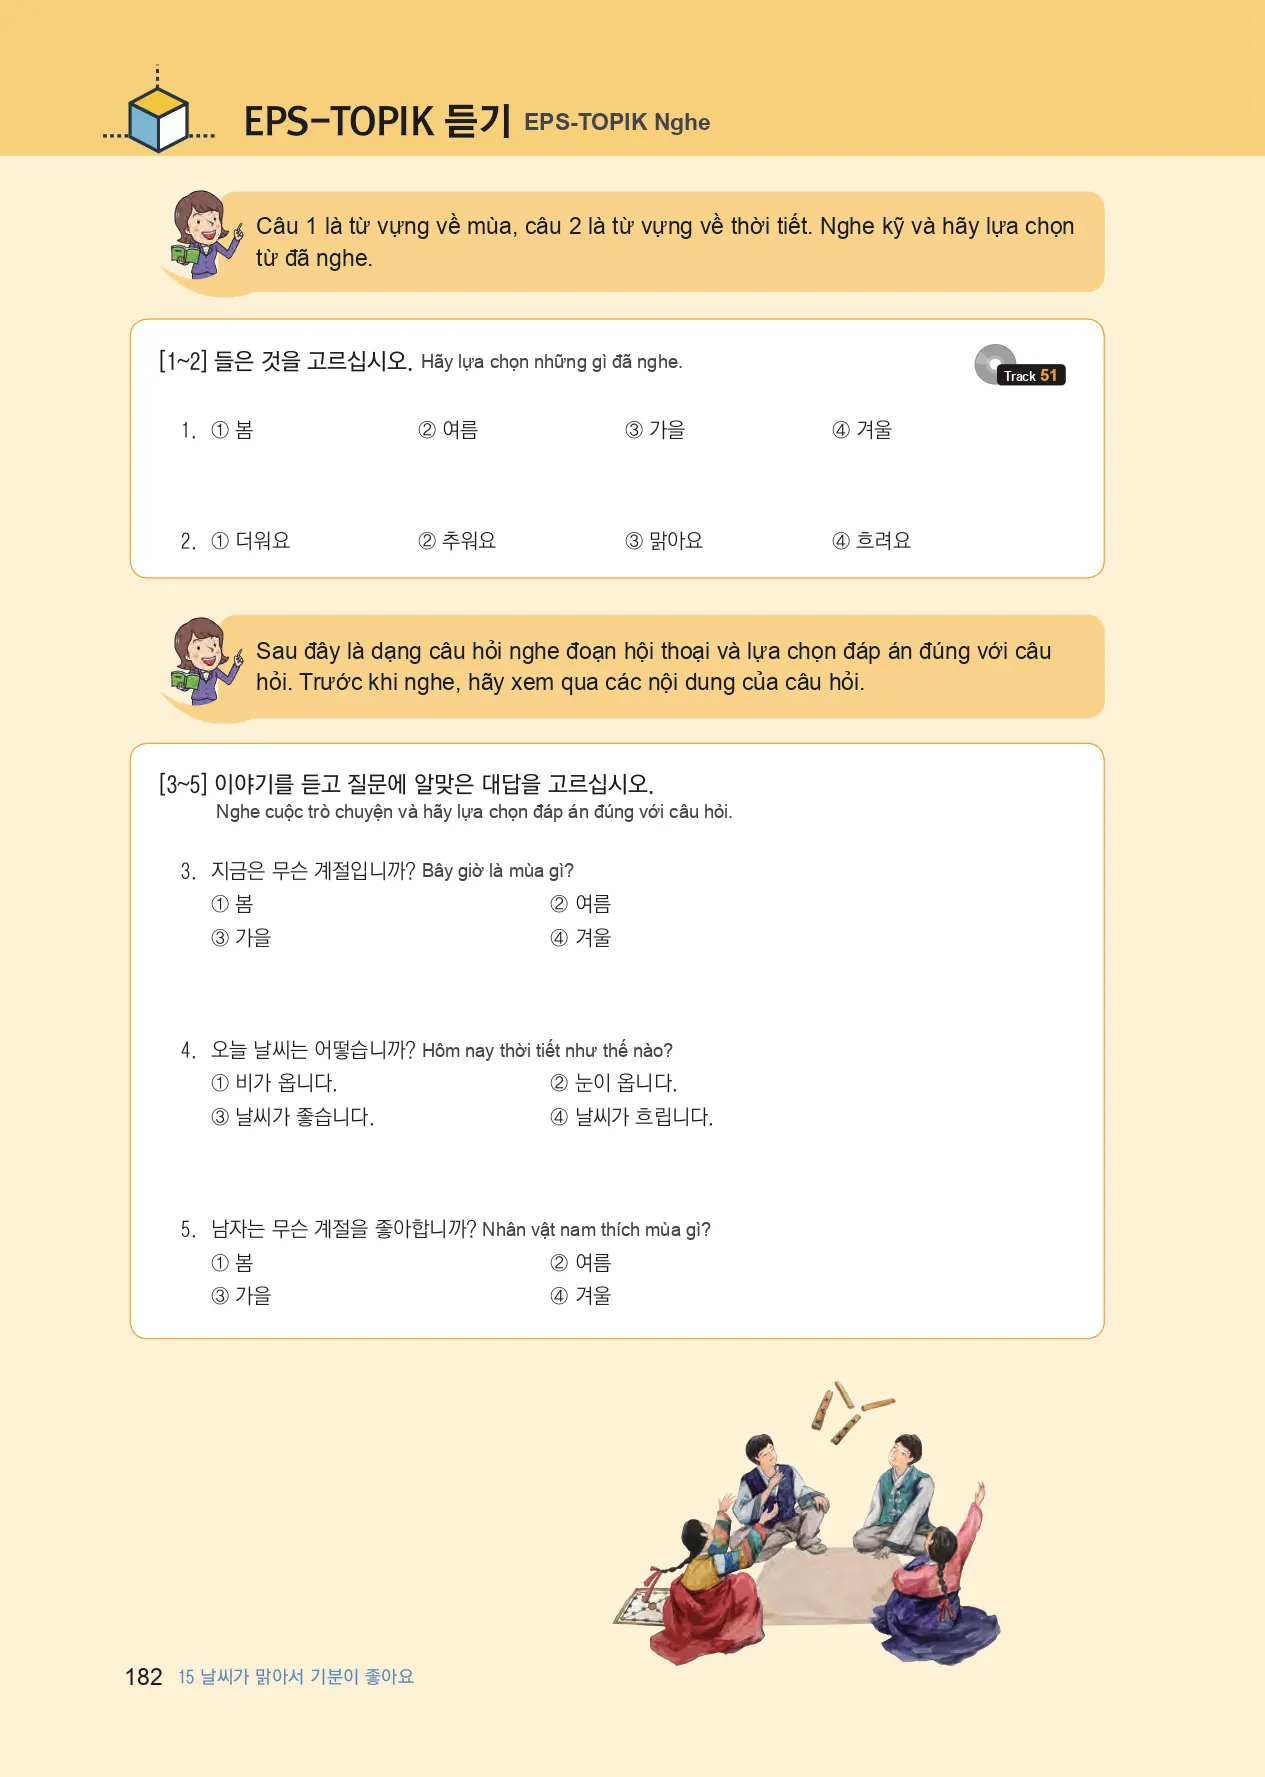 EPS-TOPIK 듣기 EPS-TOPIK Nghe
Câu 1 là từ vựng về mùa, câu 2 là từ vựng về thời tiết. Nghe kỹ và hãy lựa chọn
từ đã nghe.
[1~2] 들은 것을 고르십시오. Hãy lựa chọn những gì đã nghe.
Track 51
1. ① 봄 ② 여름 ③ 가을 ④ 겨울
2. ① 더워요 ② 추워요 ③ 맑아요 ④ 흐려요
Sau đây là dạng câu hỏi nghe đoạn hội thoại và lựa chọn đáp án đúng với câu
hỏi. Trước khi nghe, hãy xem qua các nội dung của câu hỏi.
[3~5] 이야기를 듣고 질문에 알맞은 대답을 고르십시오.
Nghe cuộc trò chuyện và hãy lựa chọn đáp án đúng với câu hỏi.
3. 지금은 무슨 계절입니까? Bây giờ là mùa gì?
① 봄 ② 여름
③ 가을 ④ 겨울
4. 오늘 날씨는 어떻습니까? Hôm nay thời tiết như thế nào?
① 비가 옵니다. ② 눈이 옵니다.
③ 날씨가 좋습니다. ④ 날씨가 흐립니다.
5. 남자는 무슨 계절을 좋아합니까? Nhân vật nam thích mùa gì?
① 봄 ② 여름
③ 가을 ④ 겨울
182 15 날씨가 맑아서 기분이 좋아요